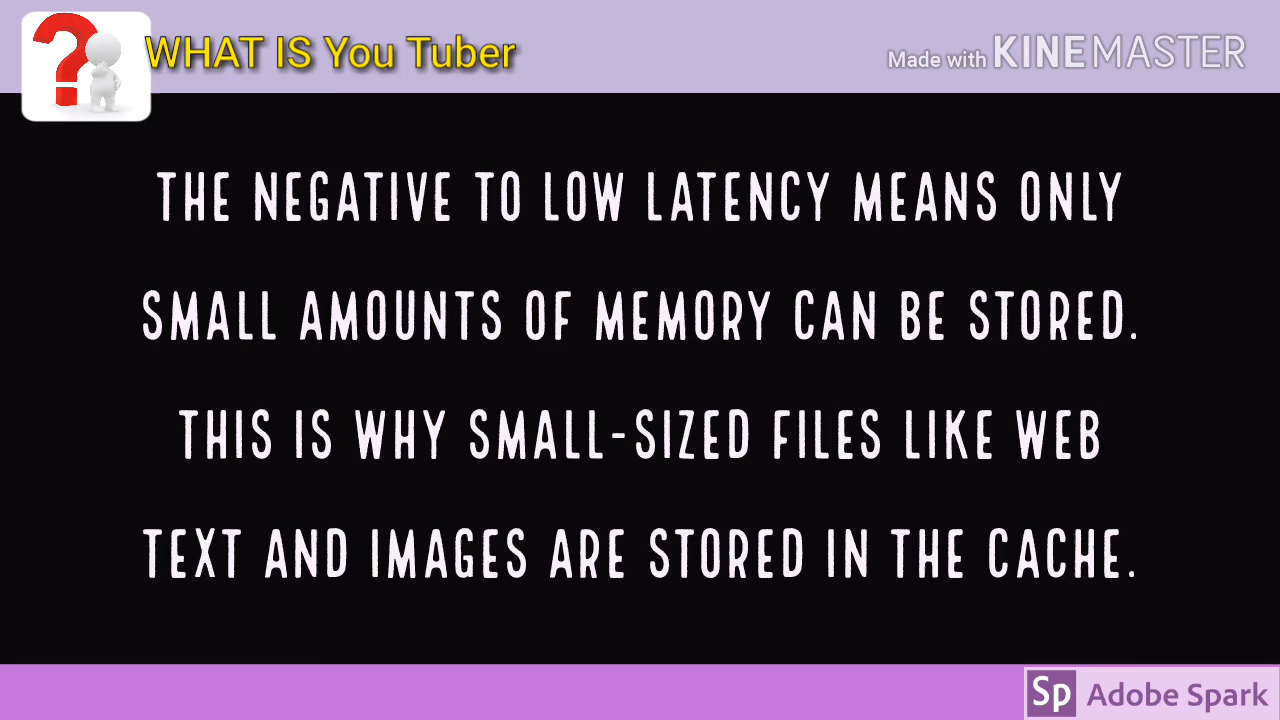 WHAT IS You Tuber
Made with KINEMASTER
THE NEGATIVE TO LOW LATENCY MEANS ONLY
SMALL AMOUNTS OF MEMORY CAN BE STORED.
THIS IS WHY SMALL-SIZED FILES LIKE WEB
TEXT AND IMAGES ARE STORED IN THE CACHE.
Sp Adobe Spark